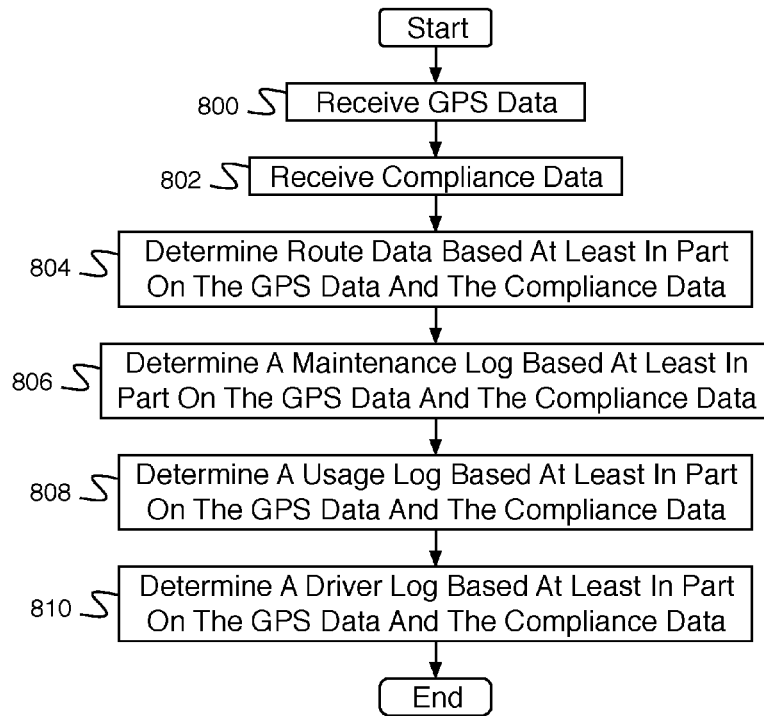 Start
800
Receive GPS Data
802
Receive Compliance Data
804
Determine Route Data Based At Least In Part
On The GPS Data And The Compliance Data
806
Determine A Maintenance Log Based At Least In
Part On The GPS Data And The Compliance Data
808
Determine A Usage Log Based At Least In Part
On The GPS Data And The Compliance Data
810
Determine A Driver Log Based At Least In Part
On The GPS Data And The Compliance Data
End